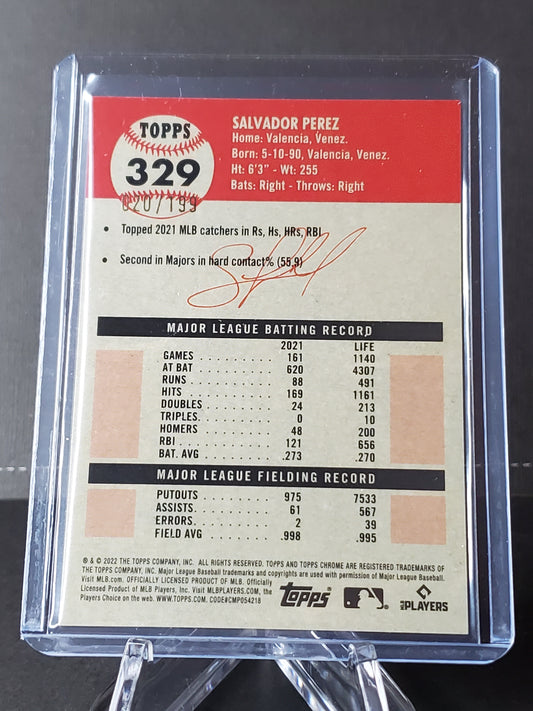 TOPPS
329
020/199
SALVADOR PEREZ
Home: Valencia, Venez.
Born: 5-10-90, Valencia, Venez.
Ht: 6'3" - Wt: 255
Bats: Right - Throws: Right
• Topped 2021 MLB catchers in Rs, Hs, HRs, RBI
• Second in Majors in hard contact% (55.9)
MAJOR LEAGUE BATTING RECORD
2021 LIFE
GAMES . . . . . . . . . 161 1140
AT BAT . . . . . . . . . 620 4307
RUNS . . . . . . . . . 88 491
HITS . . . . . . . . . 169 1161
DOUBLES . . . . . . . . . 24 213
TRIPLES . . . . . . . . . 0 10
HOMERS . . . . . . . . . 48 200
RBI . . . . . . . . . 121 656
BAT. AVG . . . . . . . . . .273 .270
MAJOR LEAGUE FIELDING RECORD
PUTOUTS . . . . . . . . . 975 7533
ASSISTS . . . . . . . . . 61 567
ERRORS . . . . . . . . . 2 39
FIELD AVG . . . . . . . . . .998 .995
® & © 2022 THE TOPPS COMPANY, INC. ALL RIGHTS RESERVED. TOPPS AND TOPPS CHROME ARE REGISTERED TRADEMARKS OF
THE TOPPS COMPANY, INC. Major League Baseball trademarks and copyrights are used with permission of Major League Baseball.
Visit MLB.com. OFFICIALLY LICENSED PRODUCT OF MLB. Officially
Licensed Product of MLB Players, Inc. Visit MLBPLAYERS.COM, the
Players Choice on the web. WWW.TOPPS.COM. CODE#CMP054218
Topps
MLB PLAYERS